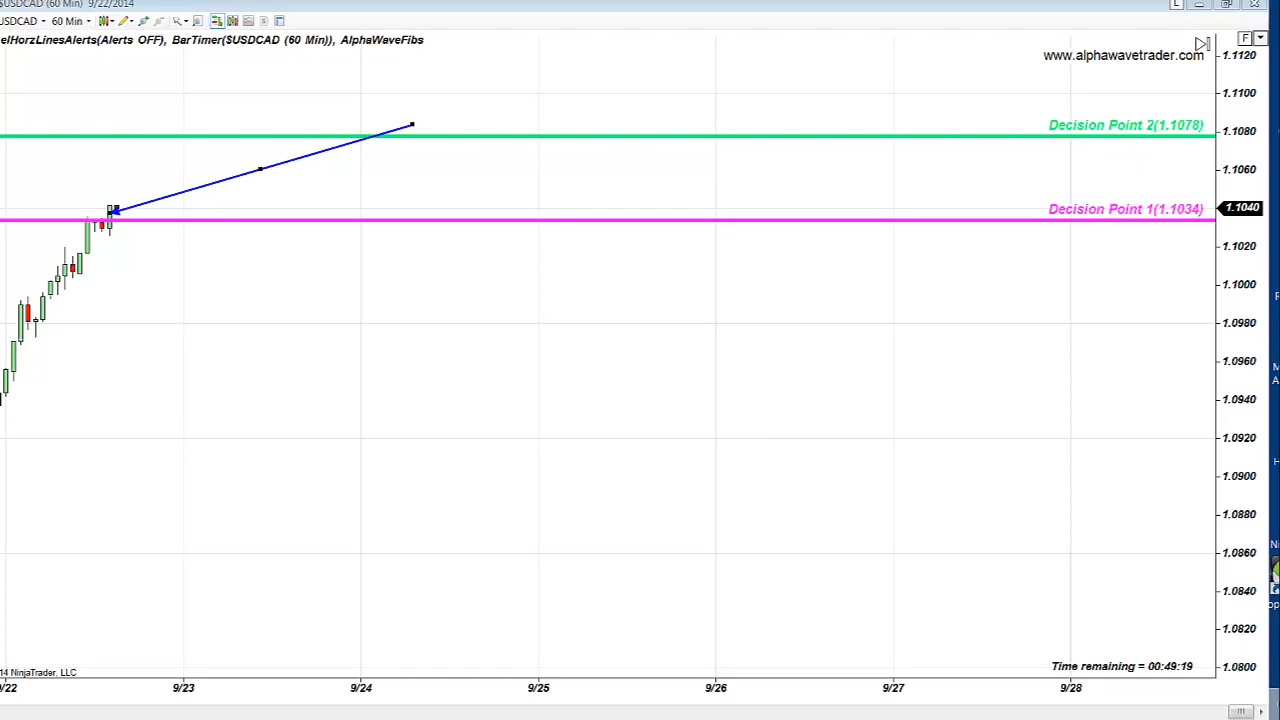 $USDCAD (60 Min) 9/22/2014
L
USDCAD 60 Min
elHorzLinesAlerts(Alerts OFF), BarTimer($USDCAD (60 Min)), AlphaWaveFibs
F
www.alphawavetrader.com
1.1120
1.1100
Decision Point 2(1.1078)
1.1080
1.1060
Decision Point 1(1.1034)
1.1040
1.1020
1.1000
1.0980
1.0960
1.0940
1.0920
1.0900
1.0880
1.0860
1.0840
1.0820
1.0800
Time remaining = 00:49:19
14 NinjaTrader, LLC
/22 9/23 9/24 9/25 9/26 9/27 9/28